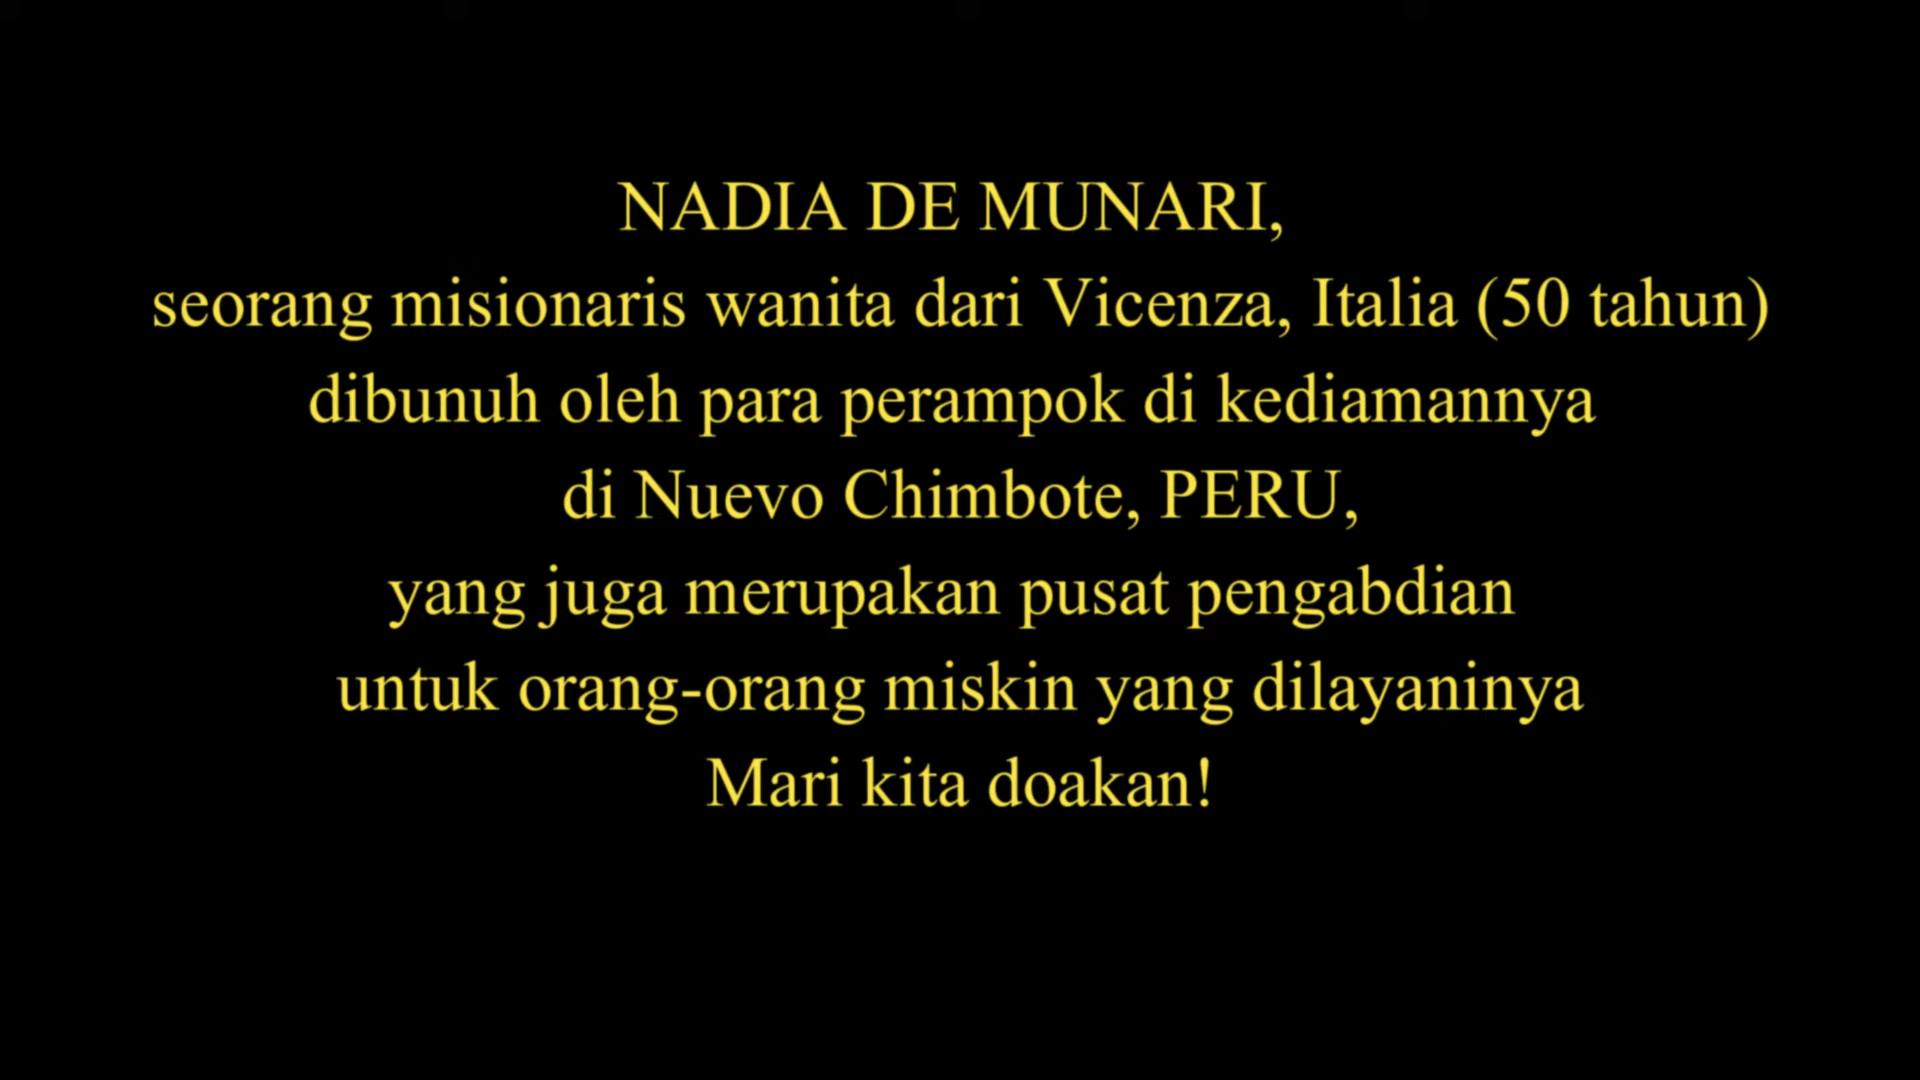 NADIA DE MUNARI,
seorang misionaris wanita dari Vicenza, Italia (50 tahun)
dibunuh oleh para perampok di kediamannya
di Nuevo Chimbote, PERU,
yang juga merupakan pusat pengabdian
untuk orang-orang miskin yang dilayaninya
Mari kita doakan!